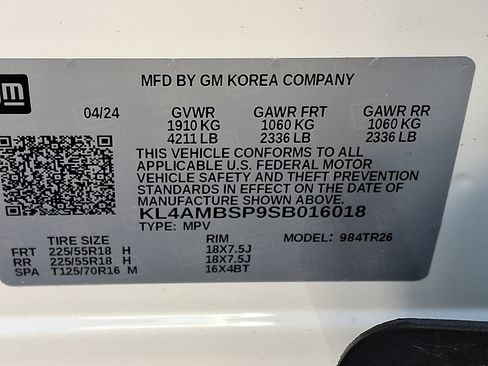 gm
MFD BY GM KOREA COMPANY
04/24 GVWR GAWR FRT GAWR RR
1910 KG 1060 KG 1060 KG
4211 LB 2336 LB 2336 LB
THIS VEHICLE CONFORMS TO ALL
APPLICABLE U.S. FEDERAL MOTOR
VEHICLE SAFETY AND THEFT PREVENTION
STANDARDS IN EFFECT ON THE DATE OF
MANUFACTURE SHOWN ABOVE.
KL4AMBSP9SB016018
TYPE: MPV
TIRE SIZE RIM MODEL: 984TR26
FRT 225/55R18 H 18X7.5J
RR 225/55R18 H 18X7.5J
SPA T125/70R16 M 16X4BT